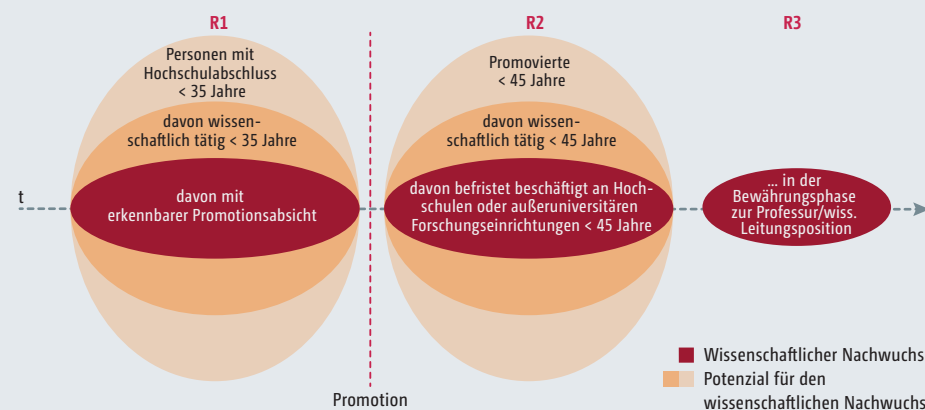 R1
R2
R3
Personen mit
Hochschulabschluss
< 35 Jahre
davon wissen-
schaftlich tätig < 35 Jahre
davon mit
erkennbarer Promotionsabsicht
Promovierte
< 45 Jahre
davon wissen-
schaftlich tätig < 45 Jahre
davon befristet beschäftigt an Hoch-
schulen oder außeruniversitären
Forschungseinrichtungen < 45 Jahre
... in der
Bewährungsphase
zur Professur/wiss.
Leitungsposition
t
Promotion
Wissenschaftlicher Nachwuchs
Potenzial für den
wissenschaftlichen Nachwuchs